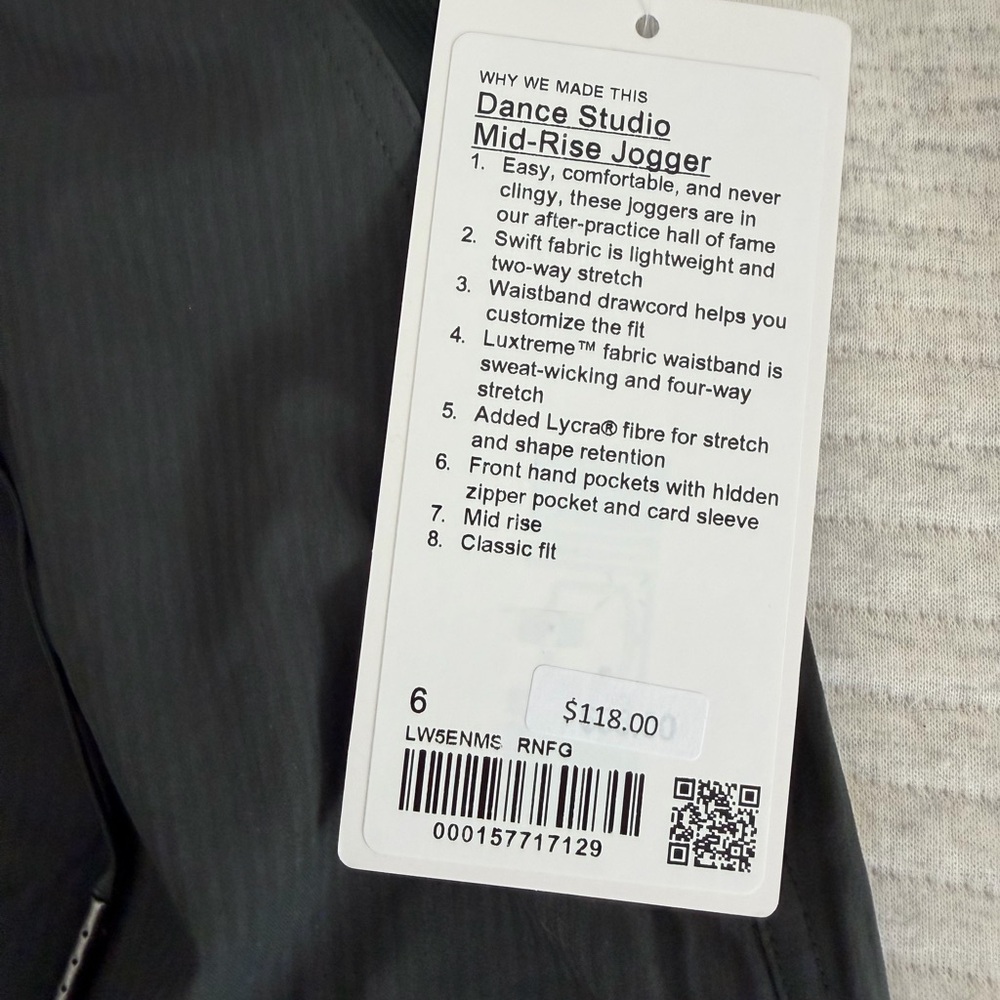 WHY WE MADE THIS
Dance Studio
Mid-Rise Jogger
1. Easy, comfortable, and never
clingy, these joggers are in
our after-practice hall of fame
2. Swift fabric is lightweight and
two-way stretch
3. Waistband drawcord helps you
customize the fit
4. Luxtreme™ fabric waistband is
sweat-wicking and four-way
stretch
5. Added Lycra® fibre for stretch
and shape retention
6. Front hand pockets with hidden
zipper pocket and card sleeve
7. Mid rise
8. Classic fit
6
$118.00
LW5ENMS RNFG
000157717129